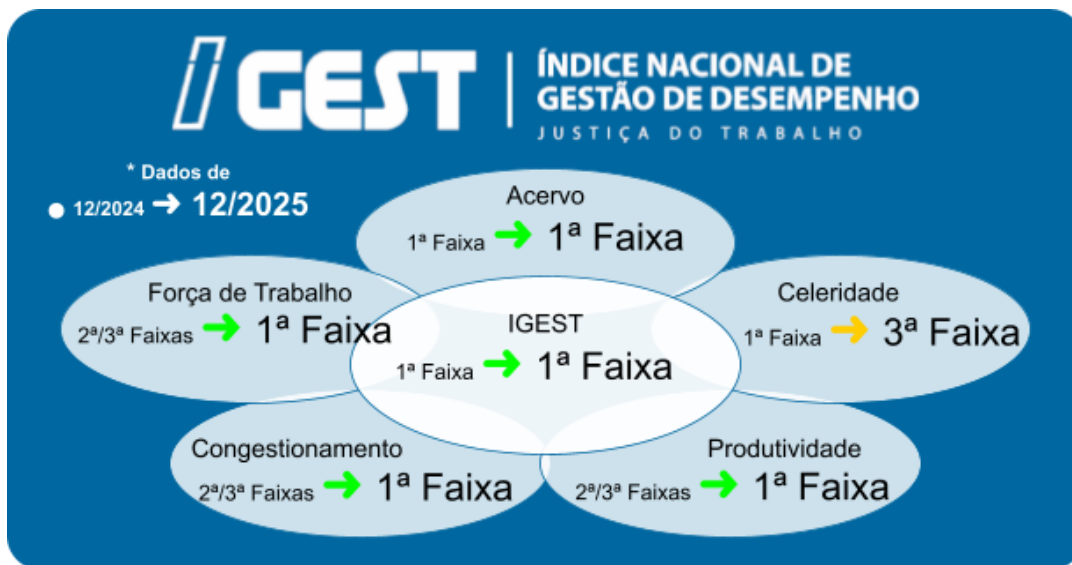 iGEST
ÍNDICE NACIONAL DE
GESTÃO DE DESEMPENHO
JUSTIÇA DO TRABALHO
* Dados de
12/2024 ➔ 12/2025
Acervo
1ª Faixa ➔ 1ª Faixa
Força de Trabalho
2ª/3ª Faixas ➔ 1ª Faixa
Celeridade
1ª Faixa ➔ 3ª Faixa
IGEST
1ª Faixa ➔ 1ª Faixa
Congestionamento
2ª/3ª Faixas ➔ 1ª Faixa
Produtividade
2ª/3ª Faixas ➔ 1ª Faixa